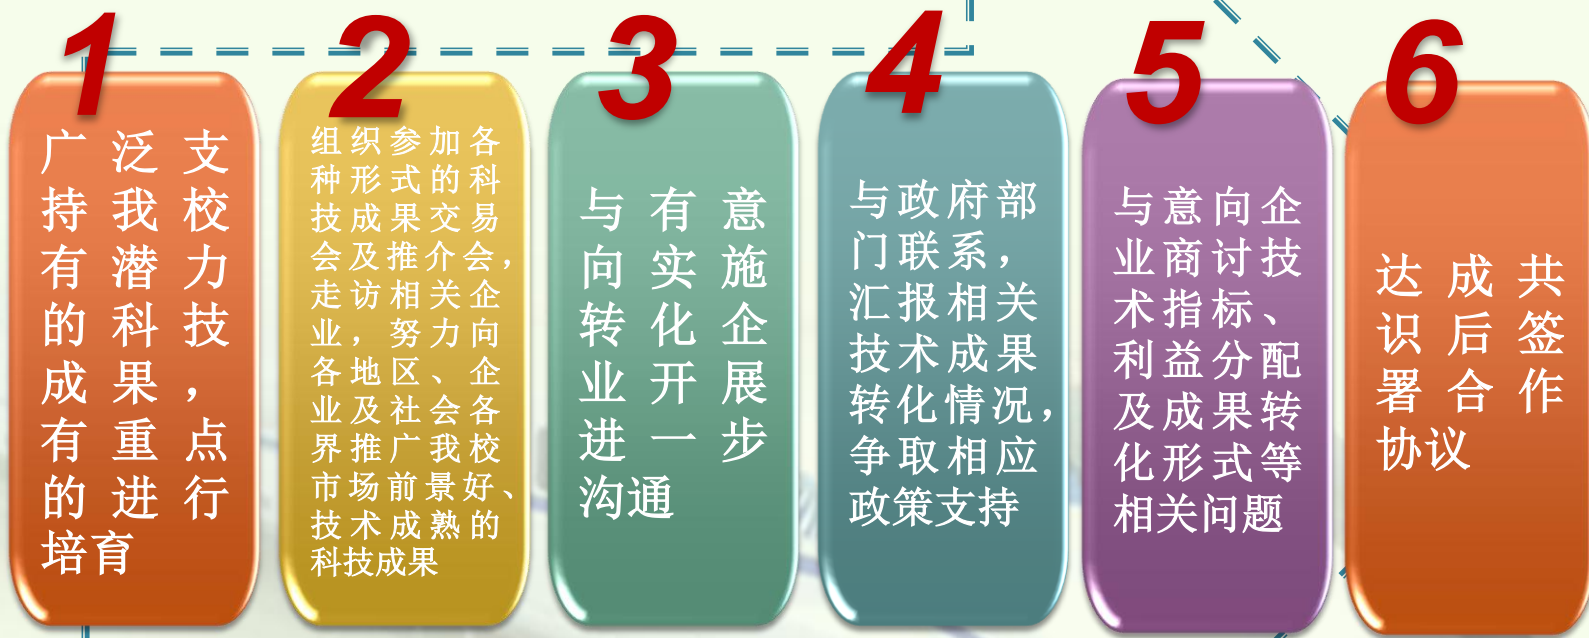 1
广泛支
持我校
有潜力
的科技
成果，
有重点
的进行
培育
2
组织参加各
种形式的科
技成果交易
会及推介会，
走访相关企
业，努力向
各地区、企
业及社会各
界推广我校
市场前景好、
技术成熟的
科技成果
3
与有意
向实施
转化企
业开展
进一步
沟通
4
与政府部
门联系，
汇报相关
技术成果
转化情况，
争取相应
政策支持
5
与意向企
业商讨技
术指标、
利益分配
及成果转
化形式等
相关问题
6
达成共
识后签
署合作
协议